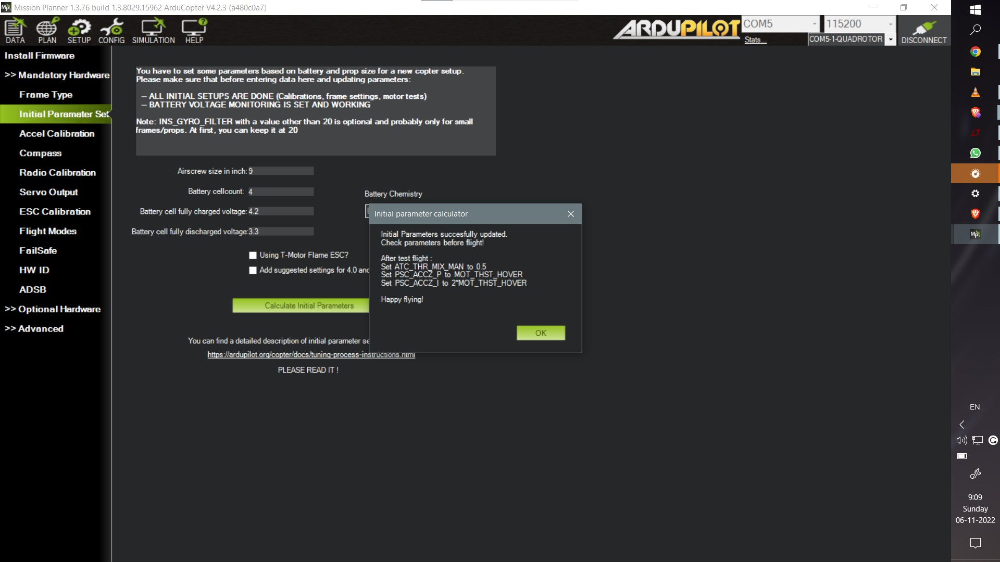 Mission Planner 1.3.76 build 1.3.8029.15962 ArduCopter V4.2.3 (a480c0a7)
DATA PLAN SETUP CONFIG SIMULATION HELP
ARDUPILOT
COM5 115200
Stats... COM5-1-QUADROTOR DISCONNECT
Install Firmware
>> Mandatory Hardware
Frame Type
Initial Paramater Set
Accel Calibration
Compass
Radio Calibration
Servo Output
ESC Calibration
Flight Modes
FailSafe
HW ID
ADSB
>> Optional Hardware
>> Advanced
You have to set some parameters based on battery and prop size for a new copter setup.
Please make sure that before entering data here and updating parameters:
- ALL INITIAL SETUPS ARE DONE (Calibrations, frame settings, motor tests)
- BATTERY VOLTAGE MONITORING IS SET AND WORKING
Note: INS_GYRO_FILTER with a value other than 20 is optional and probably only for small
frames/props. At first, you can keep it at 20
Airscrew size in inch: 9
Battery cellcount: 4
Battery cell fully charged voltage: 4.2
Battery cell fully discharged voltage: 3.3
Battery Chemistry
Using T-Motor Flame ESC?
Add suggested settings for 4.0 and
Calculate Initial Parameters
You can find a detailed description of initial parameter se
https://ardupilot.org/copter/docs/tuning-process-instructions.html
PLEASE READ IT !
Initial parameter calculator
Initial Parameters succesfully updated.
Check parameters before flight!
After test flight :
Set ATC_THR_MIX_MAN to 0.5
Set PSC_ACCZ_P to MOT_THST_HOVER
Set PSC_ACCZ_I to 2*MOT_THST_HOVER
Happy flying!
OK
EN
9:09
Sunday
06-11-2022